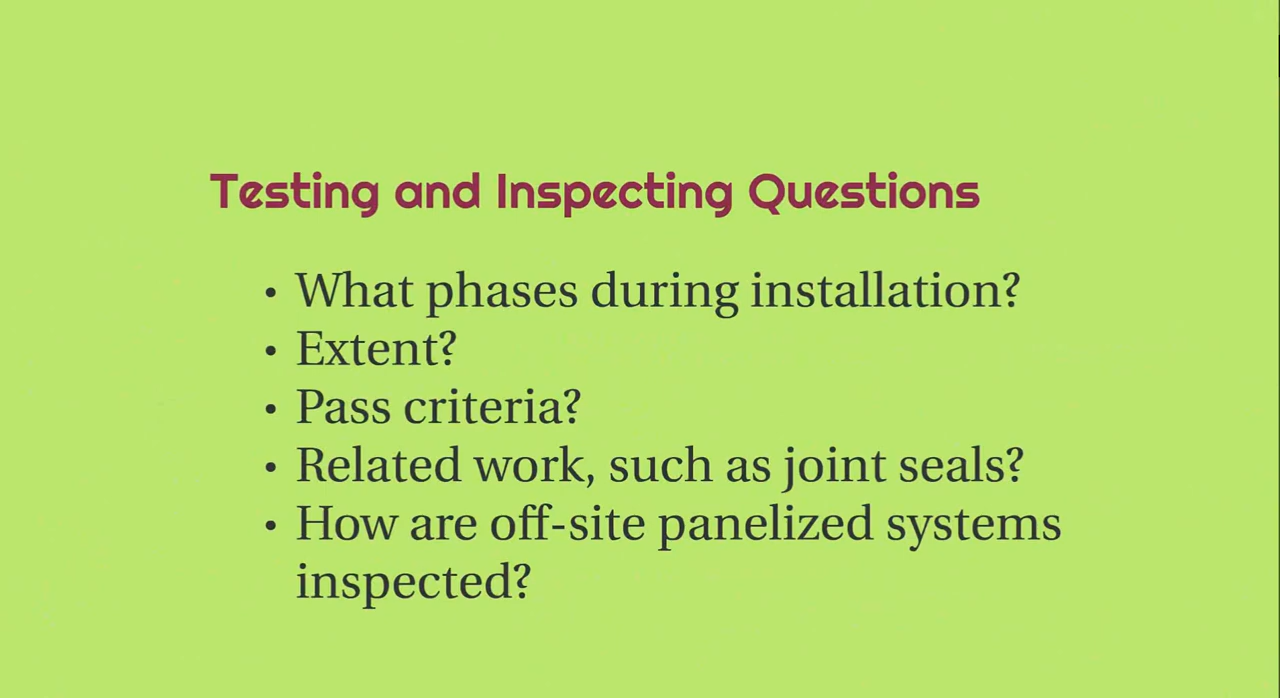 Testing and Inspecting Questions
• What phases during installation?
• Extent?
• Pass criteria?
• Related work, such as joint seals?
• How are off-site panelized systems
inspected?